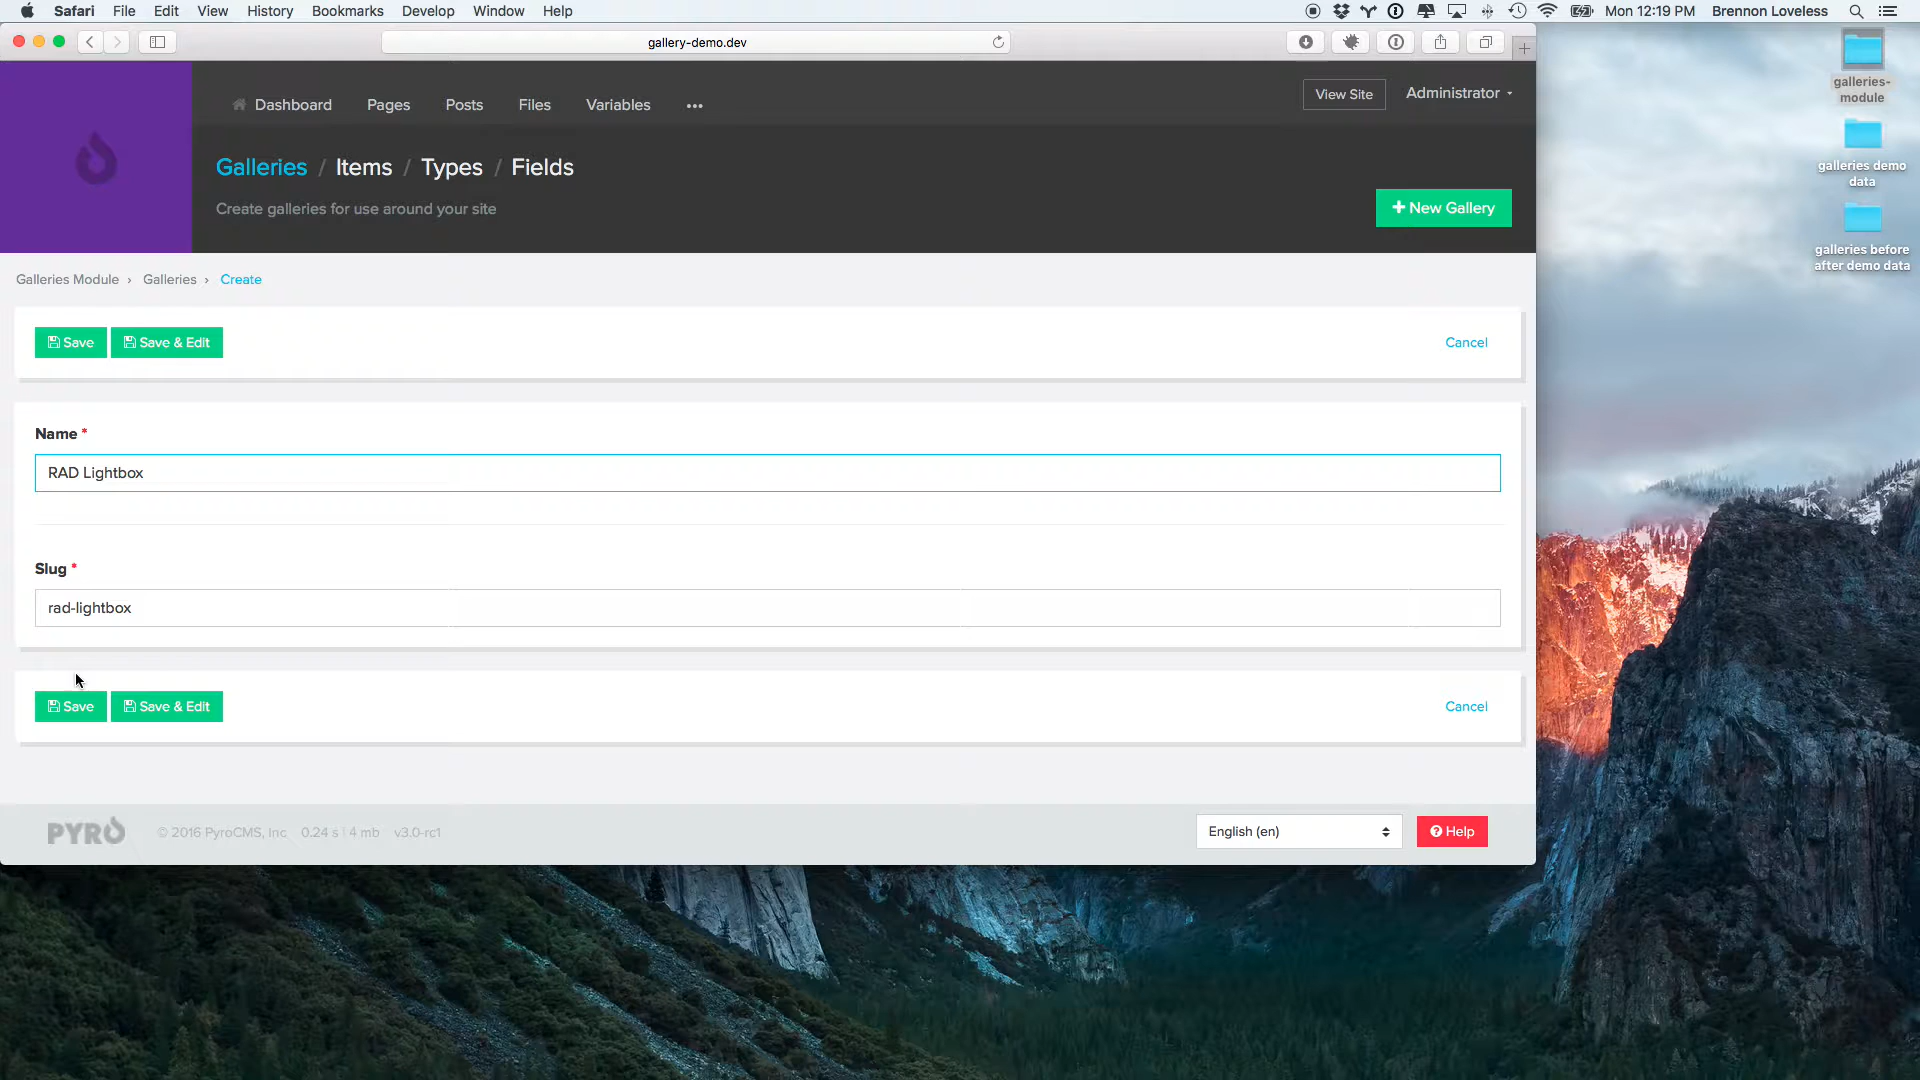 Safari File Edit View History Bookmarks Develop Window Help Mon 12:19 PM Brennon Loveless
gallery-demo.dev
Dashboard Pages Posts Files Variables ••• View Site Administrator
Galleries / Items / Types / Fields
Create galleries for use around your site
+ New Gallery
Galleries Module › Galleries › Create
Save Save & Edit Cancel
Name *
RAD Lightbox
Slug *
rad-lightbox
Save Save & Edit Cancel
PYRO © 2016 PyroCMS, Inc 0.24 s | 4 mb v3.0-rc1 English (en) Help
galleries-
module
galleries demo
data
galleries before
after demo data